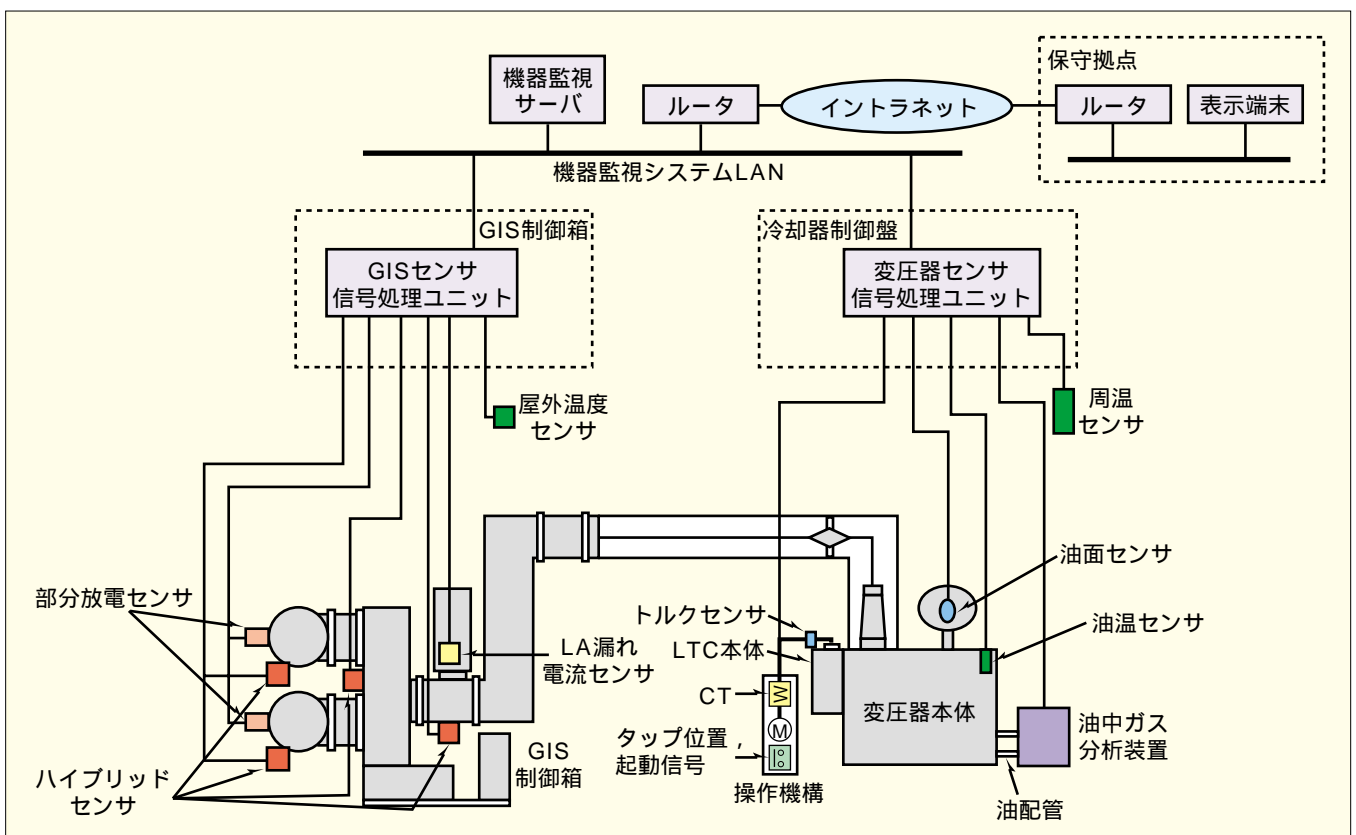 保守拠点
機器監視
サーバ
ルータ
イントラネット
ルータ
表示端末
機器監視システムLAN
GIS制御箱
GISセンサ
信号処理ユニット
冷却器制御盤
変圧器センサ
信号処理ユニット
屋外温度
センサ
周温
センサ
部分放電センサ
LA漏れ
電流センサ
トルクセンサ
LTC本体
油面センサ
油温センサ
CT
W
M
変圧器本体
タップ位置，
起動信号
操作機構
油中ガス
分析装置
油配管
GIS
制御箱
ハイブリッド
センサ